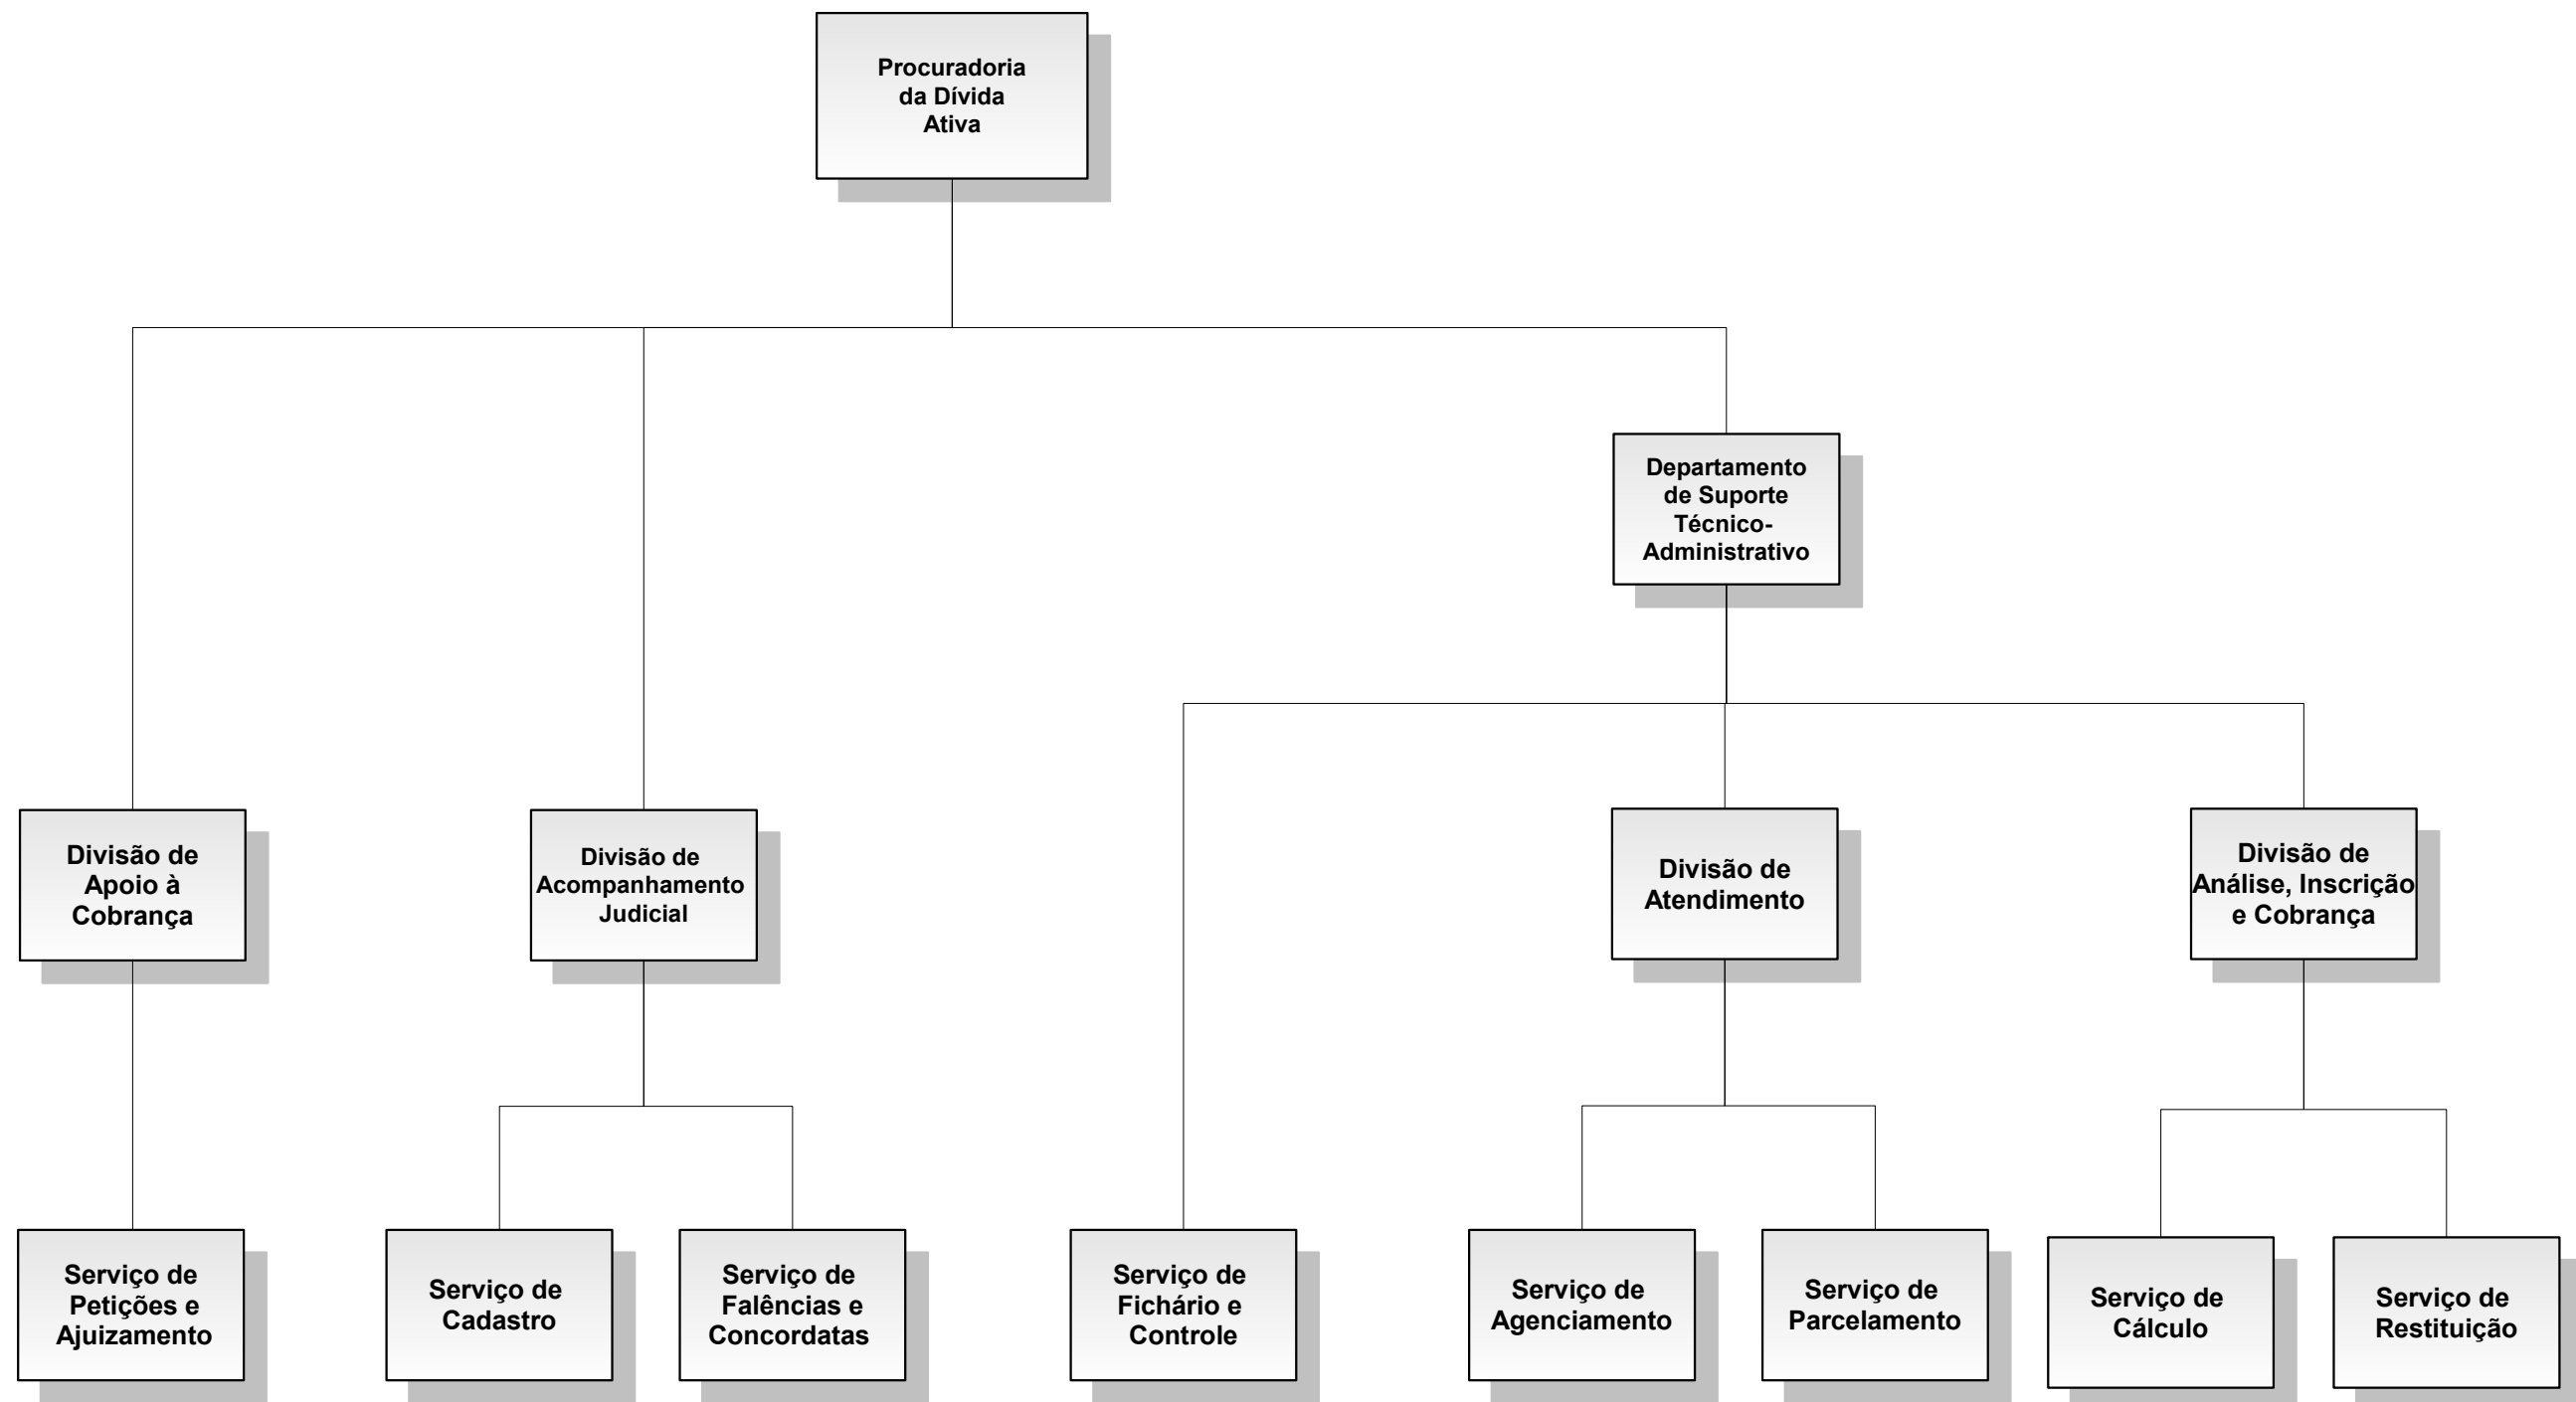 Procuradoria
da Dívida
Ativa
Departamento
de Suporte
Técnico-
Administrativo
Divisão de
Apoio à
Cobrança
Divisão de
Acompanhamento
Judicial
Divisão de
Atendimento
Divisão de
Análise, Inscrição
e Cobrança
Serviço de
Petições e
Ajuizamento
Serviço de
Cadastro
Serviço de
Falências e
Concordatas
Serviço de
Fichário e
Controle
Serviço de
Agenciamento
Serviço de
Parcelamento
Serviço de
Cálculo
Serviço de
Restituição